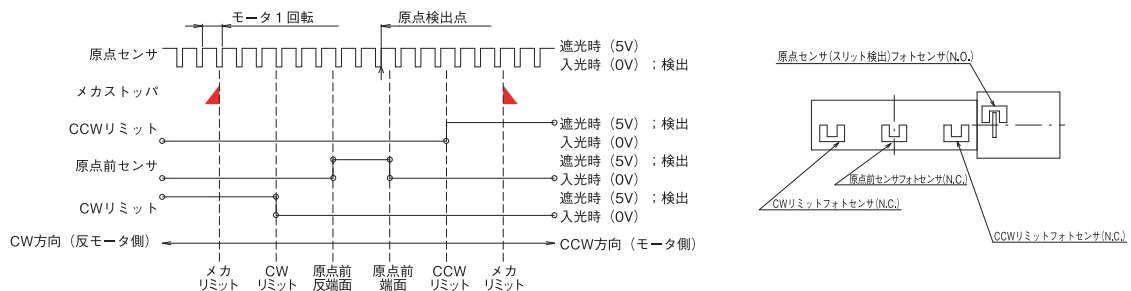 モータ1回転
原点検出点
原点センサ
遮光時（5V）
入光時（0V）；検出
メカストッパ
CCWリミット
遮光時（5V）；検出
入光時（0V）
原点前センサ
遮光時（5V）；検出
入光時（0V）
CWリミット
遮光時（5V）；検出
入光時（0V）
CW方向（反モータ側）
CCW方向（モータ側）
メカ
リミット
CW
リミット
原点前
反端面
原点前
端面
CCW
リミット
メカ
リミット
原点センサ(スリット検出)フォトセンサ(N.O.)
原点前センサフォトセンサ(N.C.)
CWリミットフォトセンサ(N.C.)
CCWリミットフォトセンサ(N.C.)